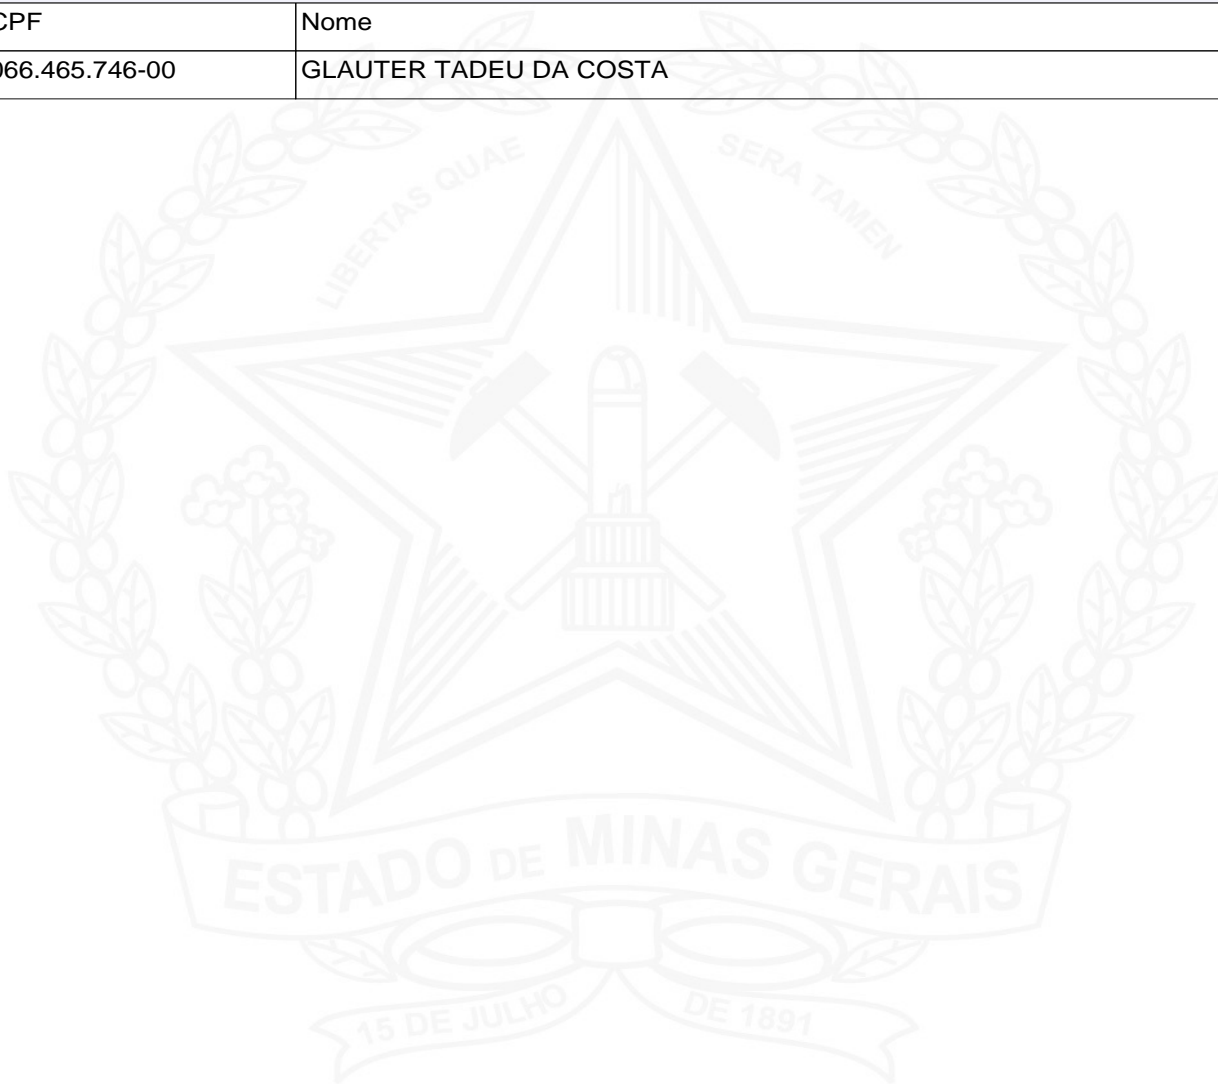 CPF Nome
066.465.746-00 GLAUTER TADEU DA COSTA
LIBERTAS QUAE SERA TAMEN
ESTADO DE MINAS GERAIS
15 DE JULHO DE 1891